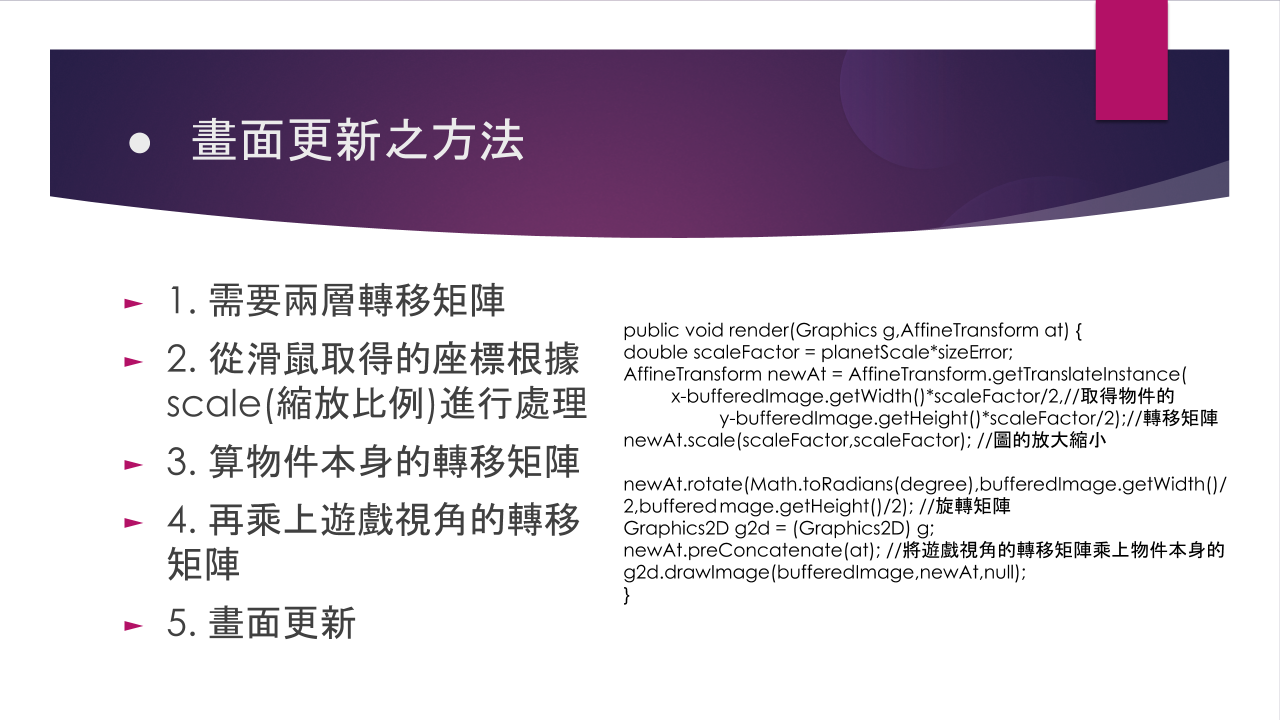 ● 畫面更新之方法
► 1. 需要兩層轉移矩陣
► 2. 從滑鼠取得的座標根據
scale(縮放比例)進行處理
► 3. 算物件本身的轉移矩陣
► 4. 再乘上遊戲視角的轉移
矩陣
► 5. 畫面更新
public void render(Graphics g,AffineTransform at) {
double scaleFactor = planetScale*sizeError;
AffineTransform newAt = AffineTransform.getTranslateInstance(
x-bufferedImage.getWidth()*scaleFactor/2,//取得物件的
y-bufferedImage.getHeight()*scaleFactor/2);//轉移矩陣
newAt.scale(scaleFactor,scaleFactor); //圖的放大縮小
newAt.rotate(Math.toRadians(degree),bufferedImage.getWidth()/
2,buffered mage.getHeight()/2); //旋轉矩陣
Graphics2D g2d = (Graphics2D) g;
newAt.preConcatenate(at); //將遊戲視角的轉移矩陣乘上物件本身的
g2d.drawImage(bufferedImage,newAt,null);
}